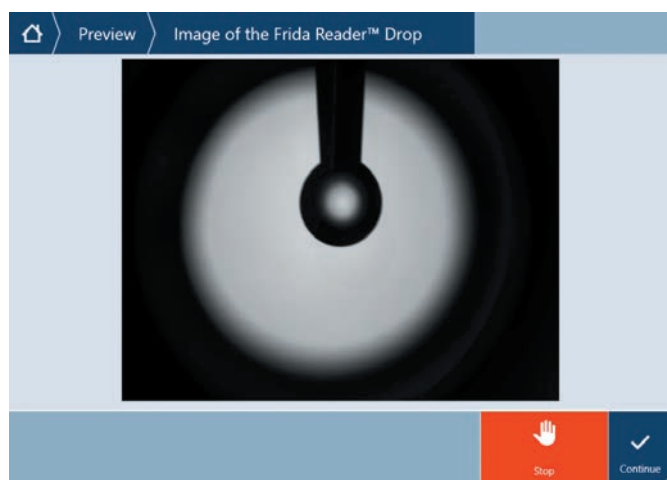 Preview
Image of the Frida Reader™ Drop
Stop
Continue